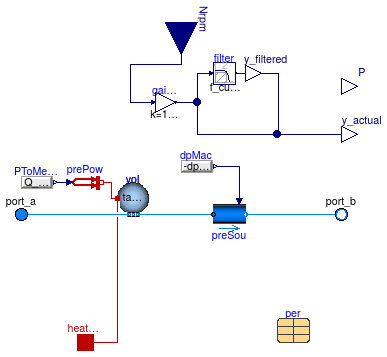 Nrpm
filter
y_filtered
f_cu...
P
gai...
k=1...
y_actual
PToMe...
Q_...
prePow
vol
ta...
dpMac
-dp...
port_a
port_b
preSou
heat...
per